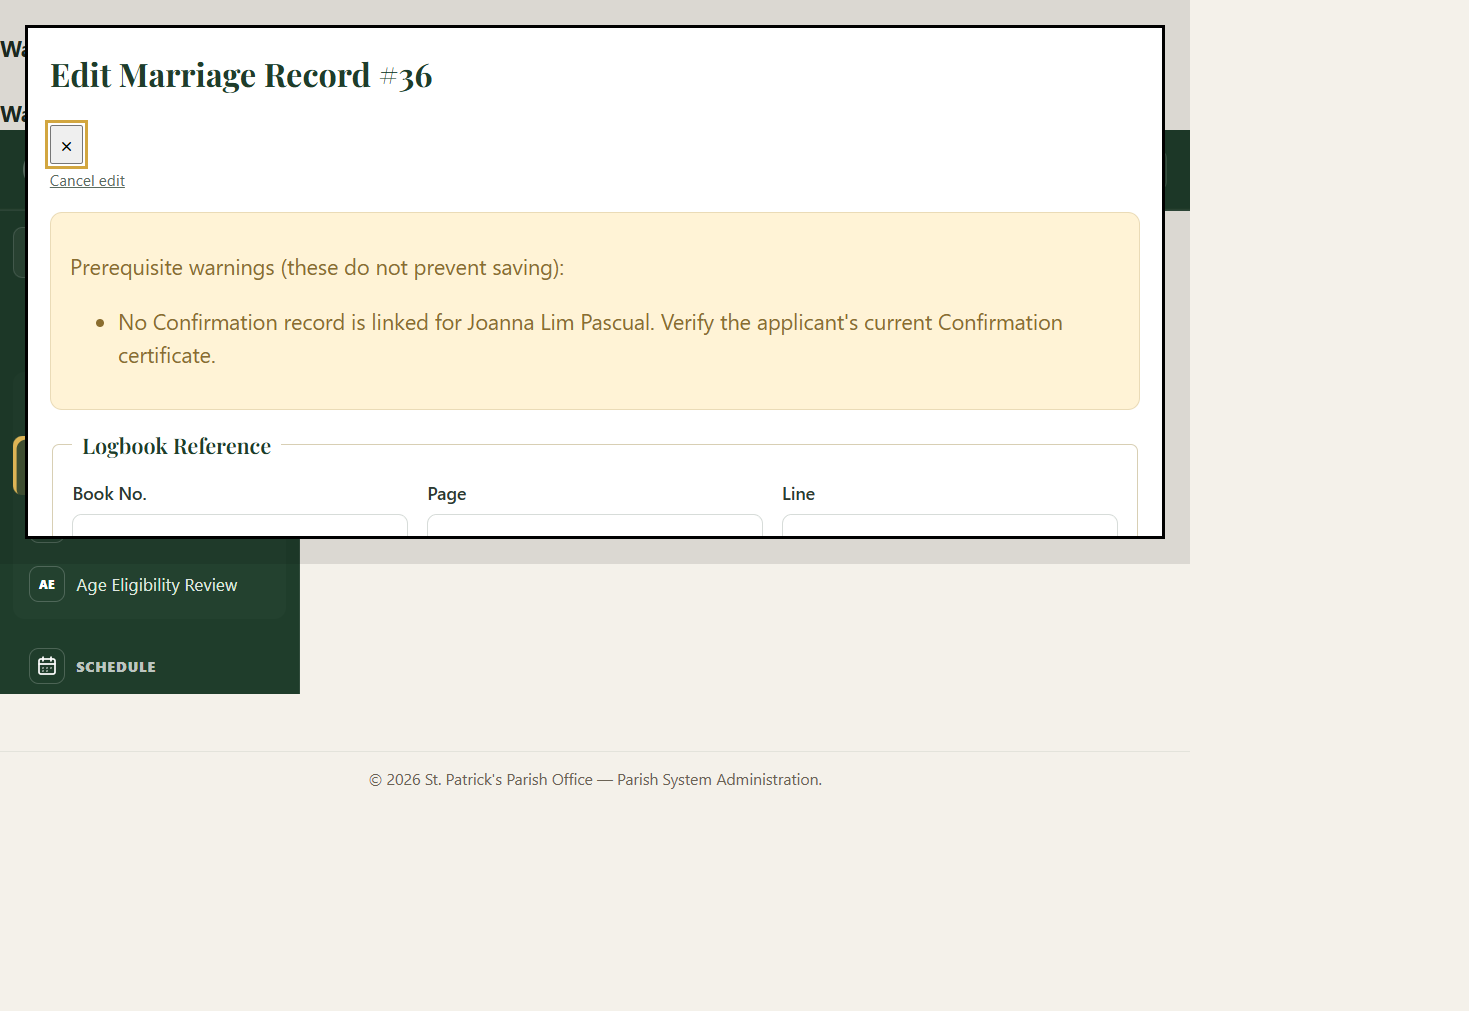 Wa
Edit Marriage Record #36
Wa
×
Cancel edit
Prerequisite warnings (these do not prevent saving):
No Confirmation record is linked for Joanna Lim Pascual. Verify the applicant's current Confirmation
certificate.
Logbook Reference
Book No. Page Line
AE Age Eligibility Review
SCHEDULE
© 2026 St. Patrick's Parish Office — Parish System Administration.